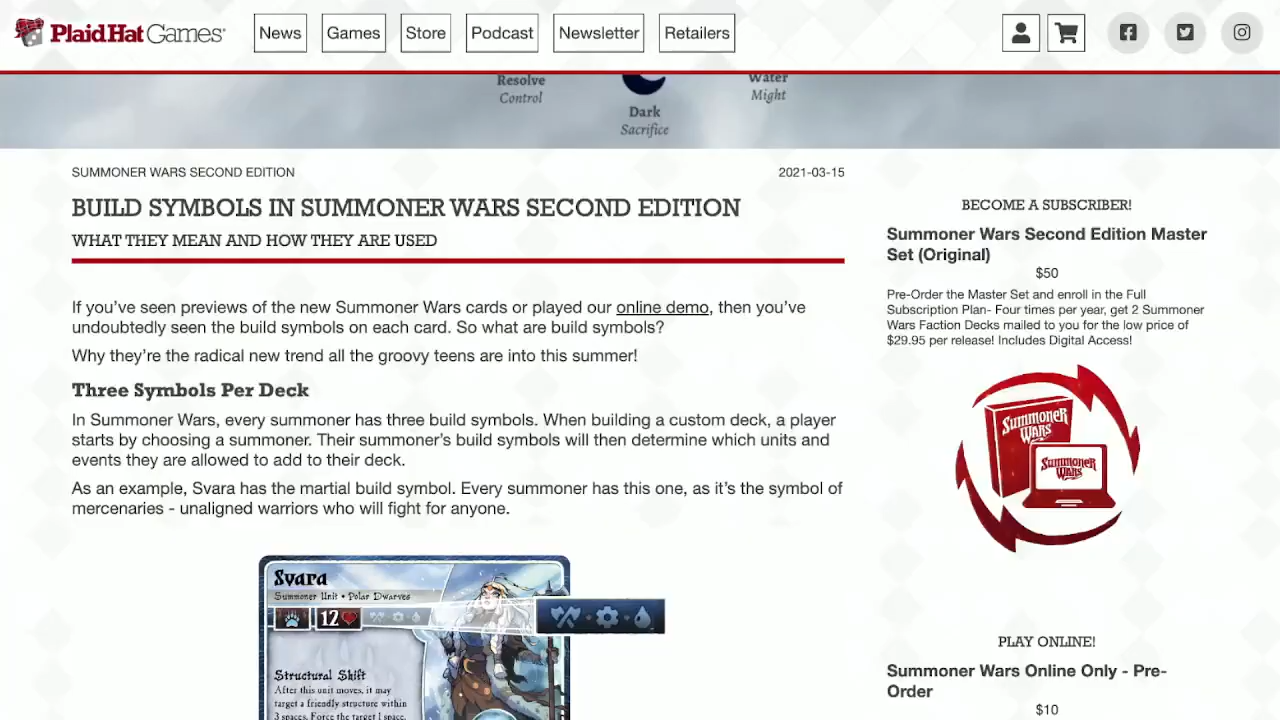 PlaidHatGames
News
Games
Store
Podcast
Newsletter
Retailers
Resolve
Control
Dark
Sacrifice
Water
Might
SUMMONER WARS SECOND EDITION
2021-03-15
BUILD SYMBOLS IN SUMMONER WARS SECOND EDITION
WHAT THEY MEAN AND HOW THEY ARE USED
If you've seen previews of the new Summoner Wars cards or played our online demo, then you've
undoubtedly seen the build symbols on each card. So what are build symbols?
Why they're the radical new trend all the groovy teens are into this summer!
Three Symbols Per Deck
In Summoner Wars, every summoner has three build symbols. When building a custom deck, a player
starts by choosing a summoner. Their summoner's build symbols will then determine which units and
events they are allowed to add to their deck.
As an example, Svara has the martial build symbol. Every summoner has this one, as it's the symbol of
mercenaries - unaligned warriors who will fight for anyone.
Svara
Summoner Unit • Polar Dwarves
12
Structural Shift
After this unit moves, it may
target a friendly structure within
3 spaces. Force the target 1 space.
BECOME A SUBSCRIBER!
Summoner Wars Second Edition Master
Set (Original)
$50
Pre-Order the Master Set and enroll in the Full
Subscription Plan- Four times per year, get 2 Summoner
Wars Faction Decks mailed to you for the low price of
$29.95 per release! Includes Digital Access!
SUMMONER
WARS
SUMMONER
WARS
PLAY ONLINE!
Summoner Wars Online Only - Pre-
Order
$10